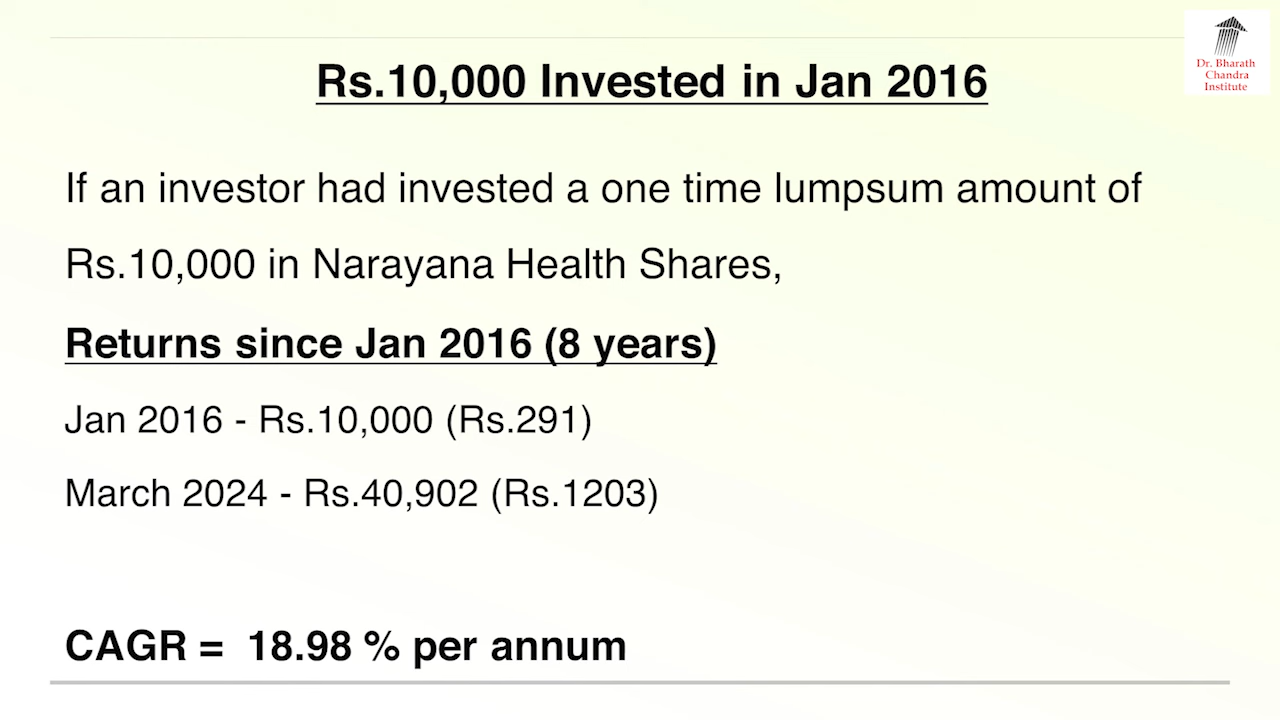 Dr. Bharath
Chandra
Institute
Rs.10,000 Invested in Jan 2016
If an investor had invested a one time lumpsum amount of
Rs.10,000 in Narayana Health Shares,
Returns since Jan 2016 (8 years)
Jan 2016 - Rs.10,000 (Rs.291)
March 2024 - Rs.40,902 (Rs.1203)
CAGR = 18.98 % per annum